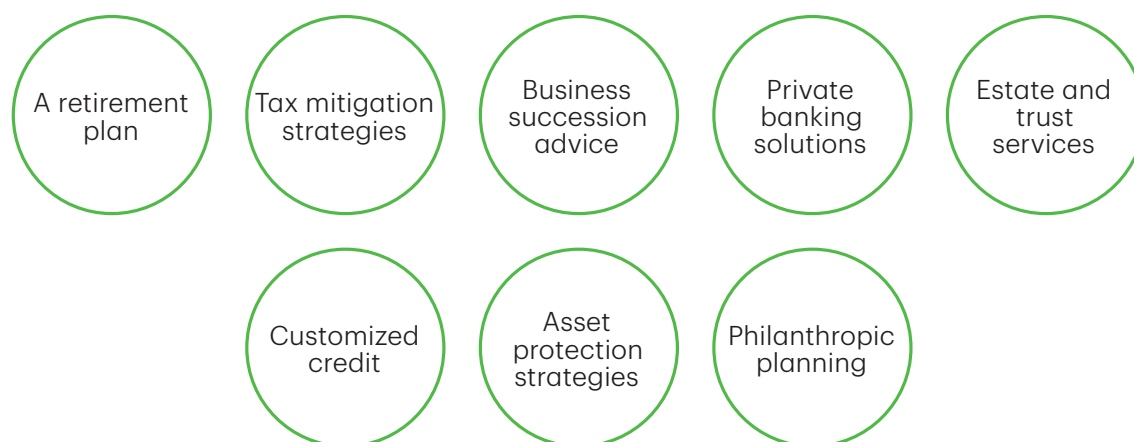 A retirement
plan
Tax mitigation
strategies
Business
succession
advice
Private
banking
solutions
Estate and
trust
services
Customized
credit
Asset
protection
strategies
Philanthropic
planning